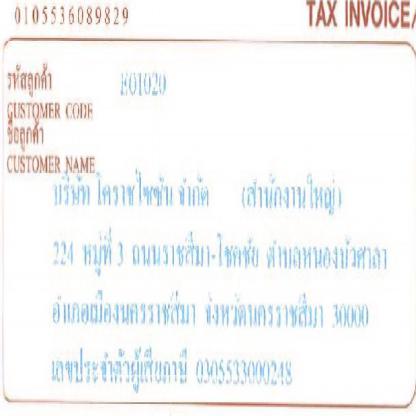 0105536089829 TAX INVOICE/
รหัสลูกค้า E01020
CUSTOMER CODE
ชื่อลูกค้า
CUSTOMER NAME
บริษัท โคราชไซซัน จำกัด (สำนักงานใหญ่)
224 หมู่ที่ 3 ถนนราชสีมา-โชคชัย ตำบลหนองบัวศาลา
อำเภอเมืองนครราชสีมา จังหวัดนครราชสีมา 30000
เลขประจำตัวผู้เสียภาษี 0305533000248